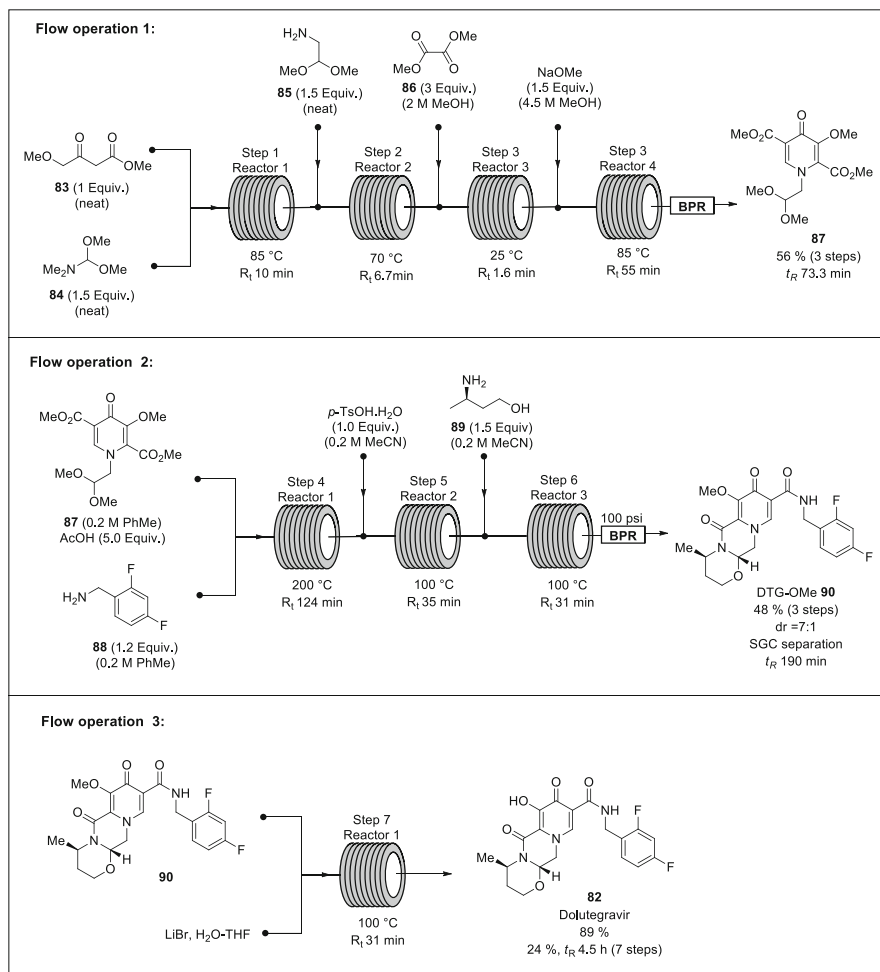 Flow operation 1:
H2N
MeO OMe
85 (1.5 Equiv.)
(neat)
O OMe
MeO O
86 (3 Equiv.)
(2 M MeOH)
NaOMe
(1.5 Equiv.)
(4.5 M MeOH)
O O
MeO OMe
83 (1 Equiv.)
(neat)
OMe
Me2N OMe
84 (1.5 Equiv.)
(neat)
Step 1
Reactor 1
85 °C
Rt 10 min
Step 2
Reactor 2
70 °C
Rt 6.7min
Step 3
Reactor 3
25 °C
Rt 1.6 min
Step 3
Reactor 4
85 °C
Rt 55 min
BPR
O
MeO2C OMe
N CO2Me
MeO
OMe
87
56 % (3 steps)
tR 73.3 min
Flow operation 2:
O
MeO2C OMe
N CO2Me
MeO
OMe
87 (0.2 M PhMe)
AcOH (5.0 Equiv.)
F
H2N
F
88 (1.2 Equiv.)
(0.2 M PhMe)
p-TsOH.H2O
(1.0 Equiv.)
(0.2 M MeCN)
NH2
OH
89 (1.5 Equiv)
(0.2 M MeCN)
Step 4
Reactor 1
200 °C
Rt 124 min
Step 5
Reactor 2
100 °C
Rt 35 min
Step 6
Reactor 3
100 °C
Rt 31 min
100 psi
BPR
O O
MeO N H F
O N
Me N F
O H
DTG-OMe 90
48 % (3 steps)
dr =7:1
SGC separation
tR 190 min
Flow operation 3:
O O
MeO N H F
O N
Me N F
O H
90
LiBr, H2O-THF
Step 7
Reactor 1
100 °C
Rt 31 min
O O
HO N H F
O N
Me N F
O H
82
Dolutegravir
89 %
24 %, tR 4.5 h (7 steps)